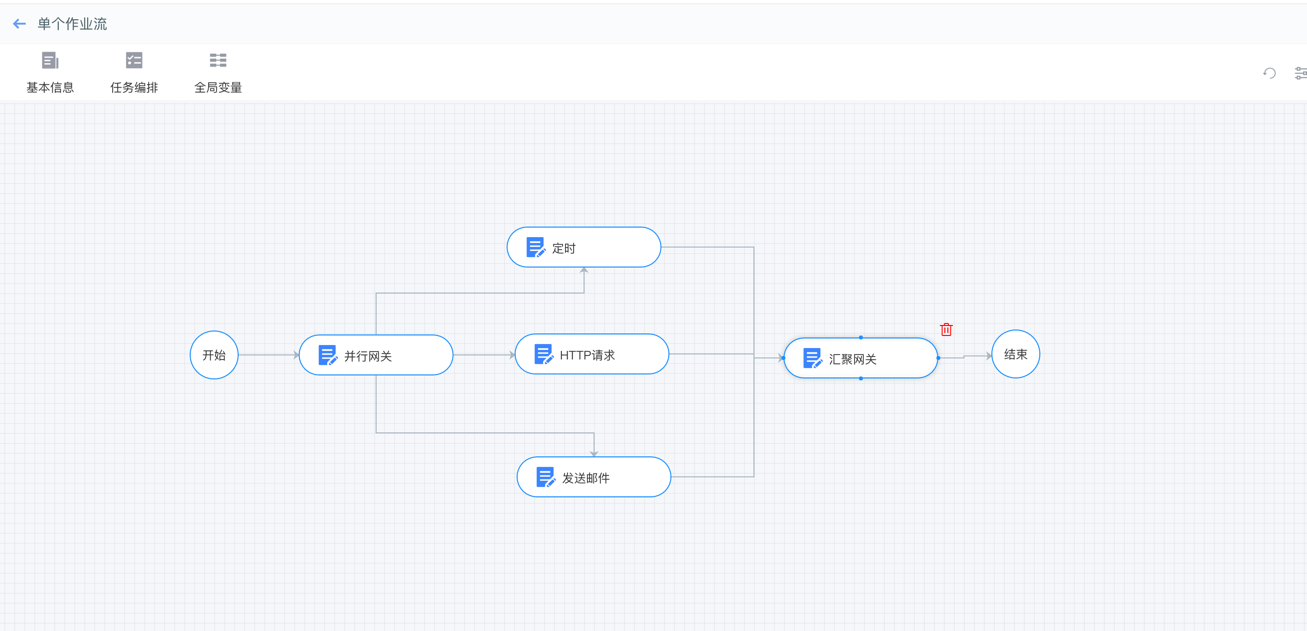 单个作业流
基本信息
任务编排
全局变量
定时
开始
并行网关
HTTP请求
汇聚网关
结束
发送邮件